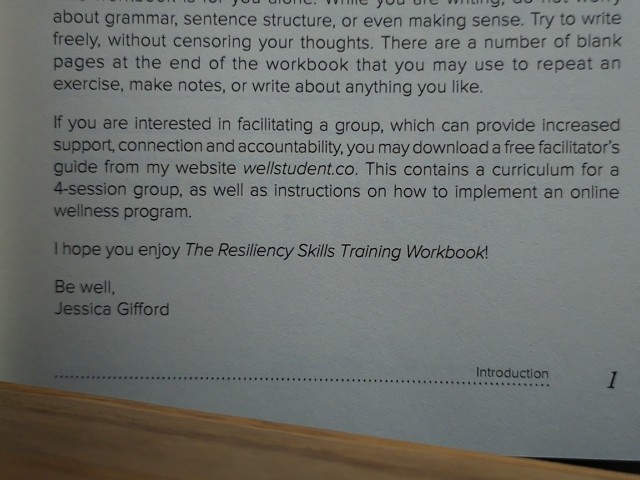 workbook is for you alone. While you are writing, do not worry
about grammar, sentence structure, or even making sense. Try to write
freely, without censoring your thoughts. There are a number of blank
pages at the end of the workbook that you may use to repeat an
exercise, make notes, or write about anything you like.
If you are interested in facilitating a group, which can provide increased
support, connection and accountability, you may download a free facilitator's
guide from my website wellstudent.co. This contains a curriculum for a
4-session group, as well as instructions on how to implement an online
wellness program.
I hope you enjoy The Resiliency Skills Training Workbook!
Be well,
Jessica Gifford
Introduction 1